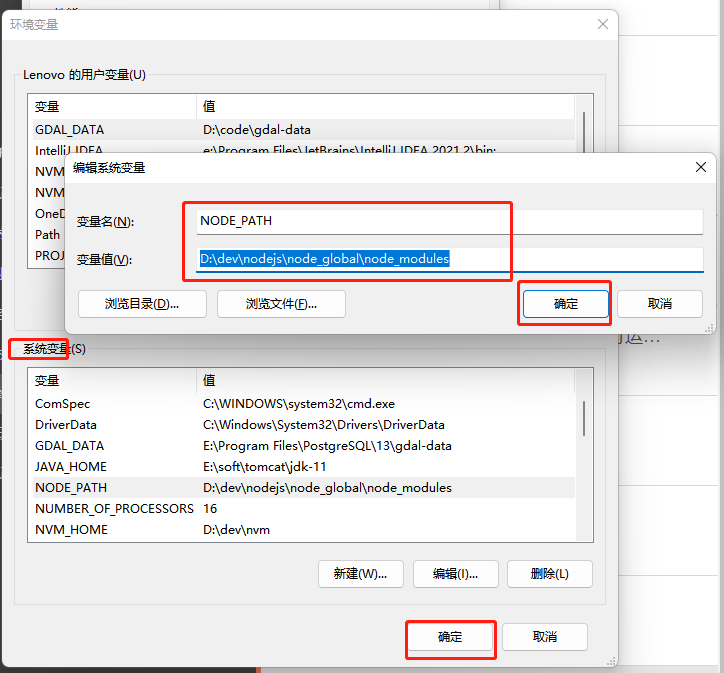 环境变量
Lenovo 的用户变量(U)
变量 值
GDAL_DATA D:\code\gdal-data
IntelliJ IDEA e:\Program Files\JetBrains\IntelliJ IDEA 2021.2\bin;
NVM
NVM
OneD
Path
PROJ
编辑系统变量
变量名(N): NODE_PATH
变量值(V): D:\dev\nodejs\node_global\node_modules
浏览目录(D)... 浏览文件(F)... 确定 取消
系统变量(S)
变量 值
ComSpec C:\WINDOWS\system32\cmd.exe
DriverData C:\Windows\System32\Drivers\DriverData
GDAL_DATA E:\Program Files\PostgreSQL\13\gdal-data
JAVA_HOME E:\soft\tomcat\jdk-11
NODE_PATH D:\dev\nodejs\node_global\node_modules
NUMBER_OF_PROCESSORS 16
NVM_HOME D:\dev\nvm
新建(W)... 编辑(I)... 删除(L)
确定 取消